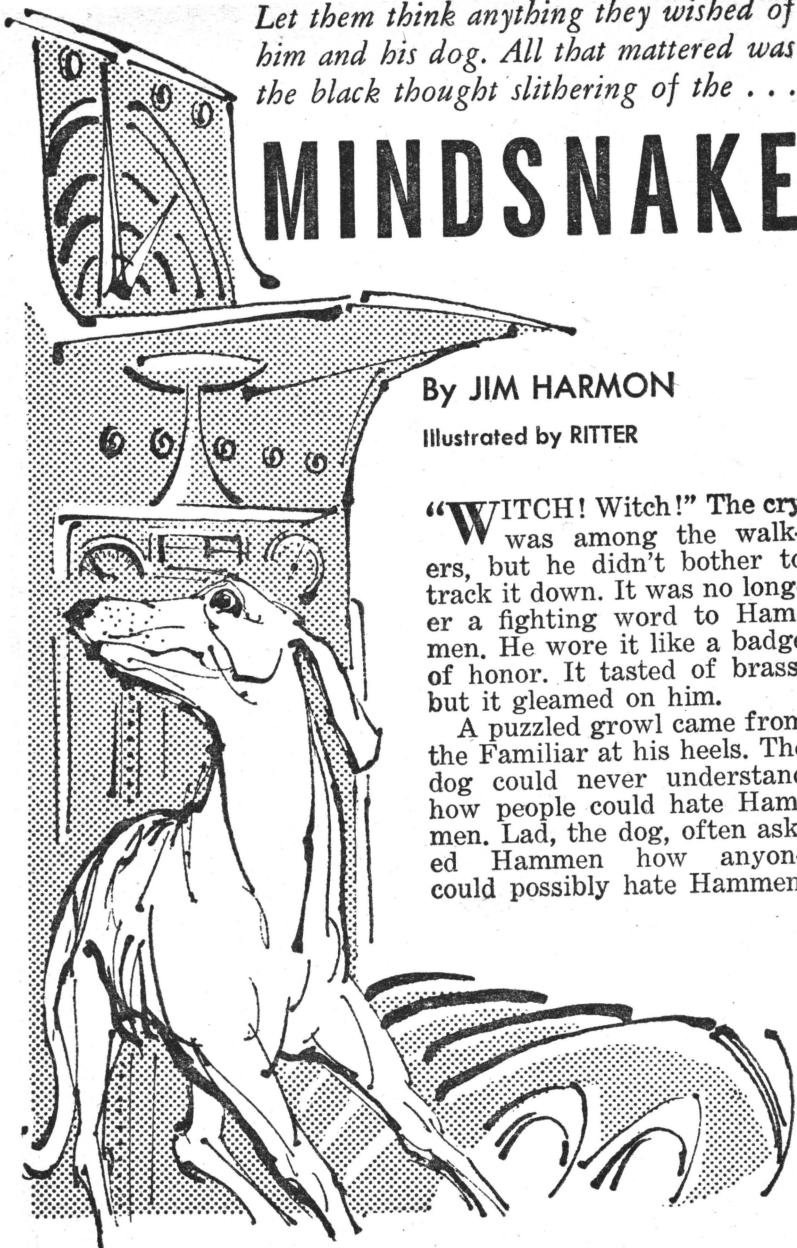 Let them think anything they wished of
him and his dog. All that mattered was
the black thought slithering of the . . .
MINDSNAKE
By JIM HARMON
Illustrated by RITTER
“WITCH! Witch!” The cry
was among the walk-
ers, but he didn’t bother to
track it down. It was no long
er a fighting word to Ham
men. He wore it like a badge
of honor. It tasted of brass
but it gleamed on him.
A puzzled growl came from
the Familiar at his heels. The
dog could never understand
how people could hate Ham
men. Lad, the dog, often ask
ed Hammen how anyon
could possibly hate Hammen